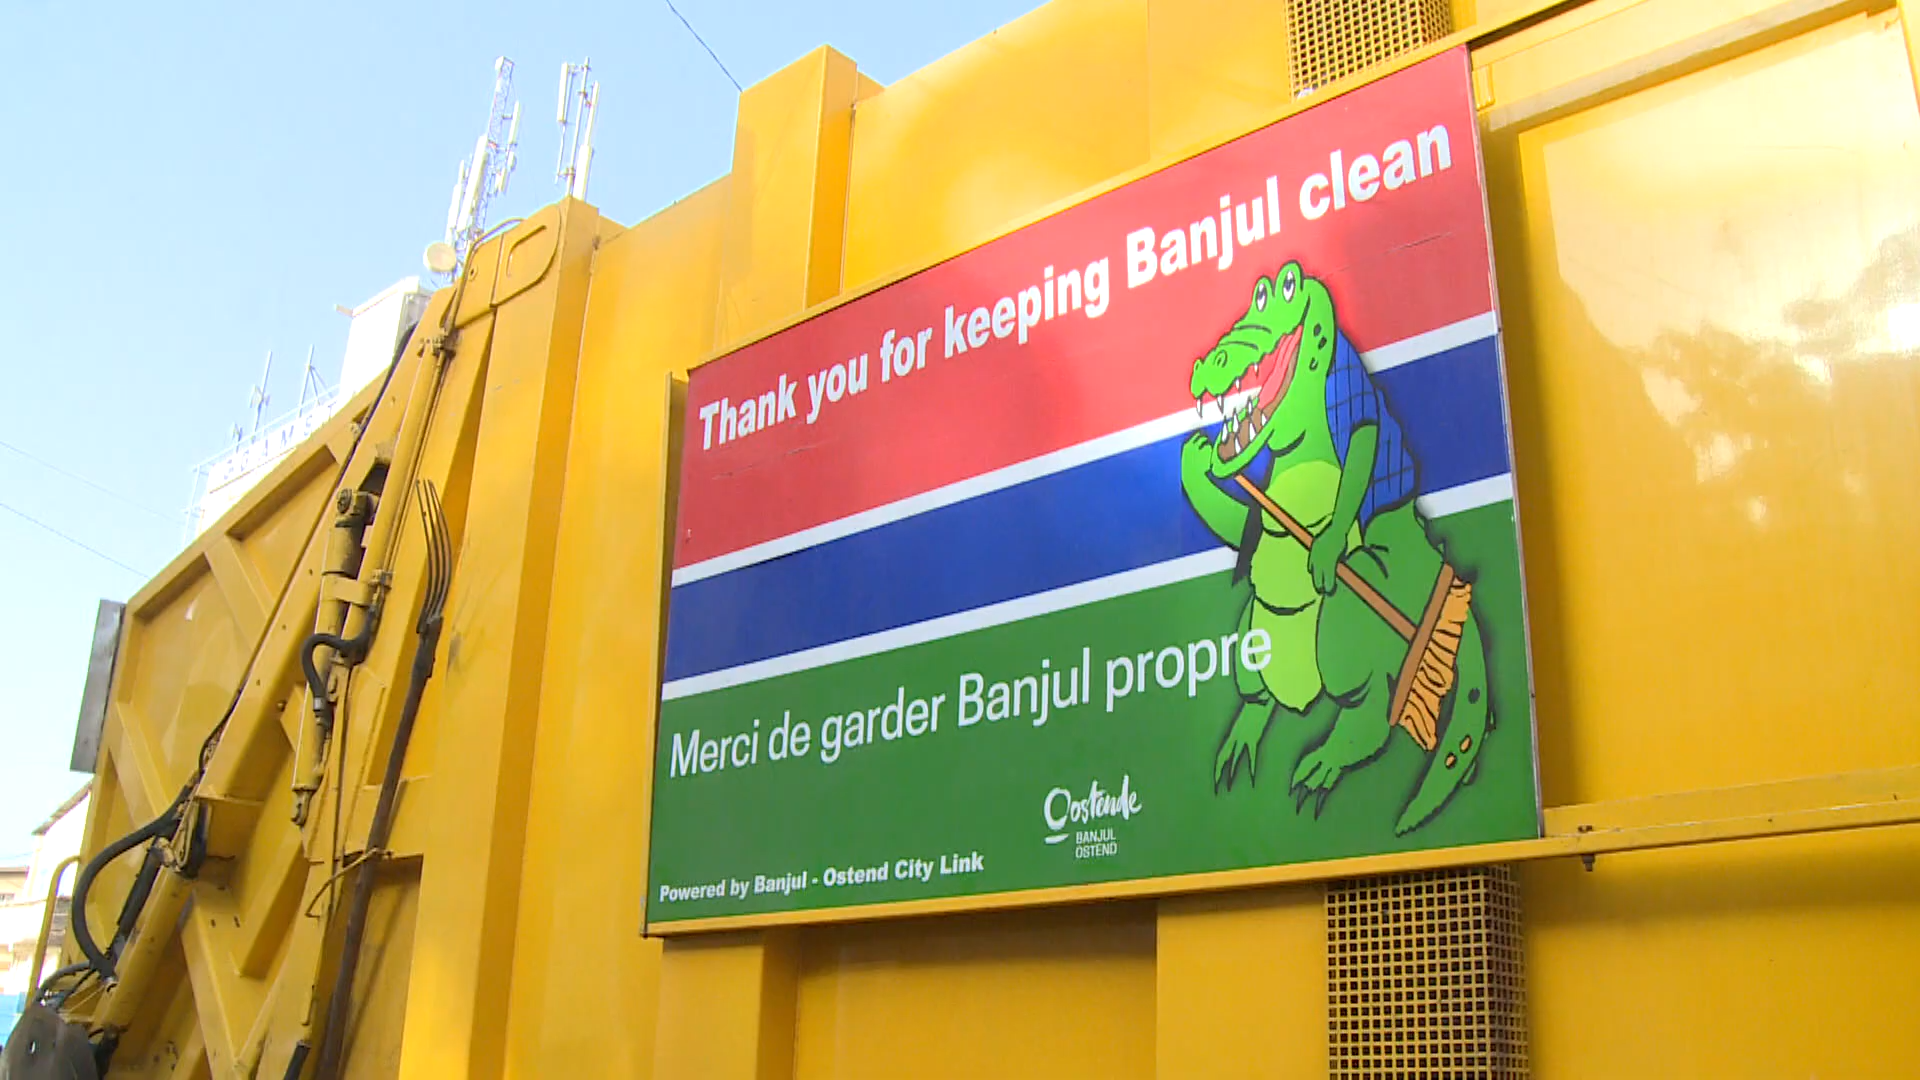 Thank you for keeping Banjul clean
Merci de garder Banjul propre
Oostende
BANJUL
OSTEND
Powered by Banjul - Ostend City Link